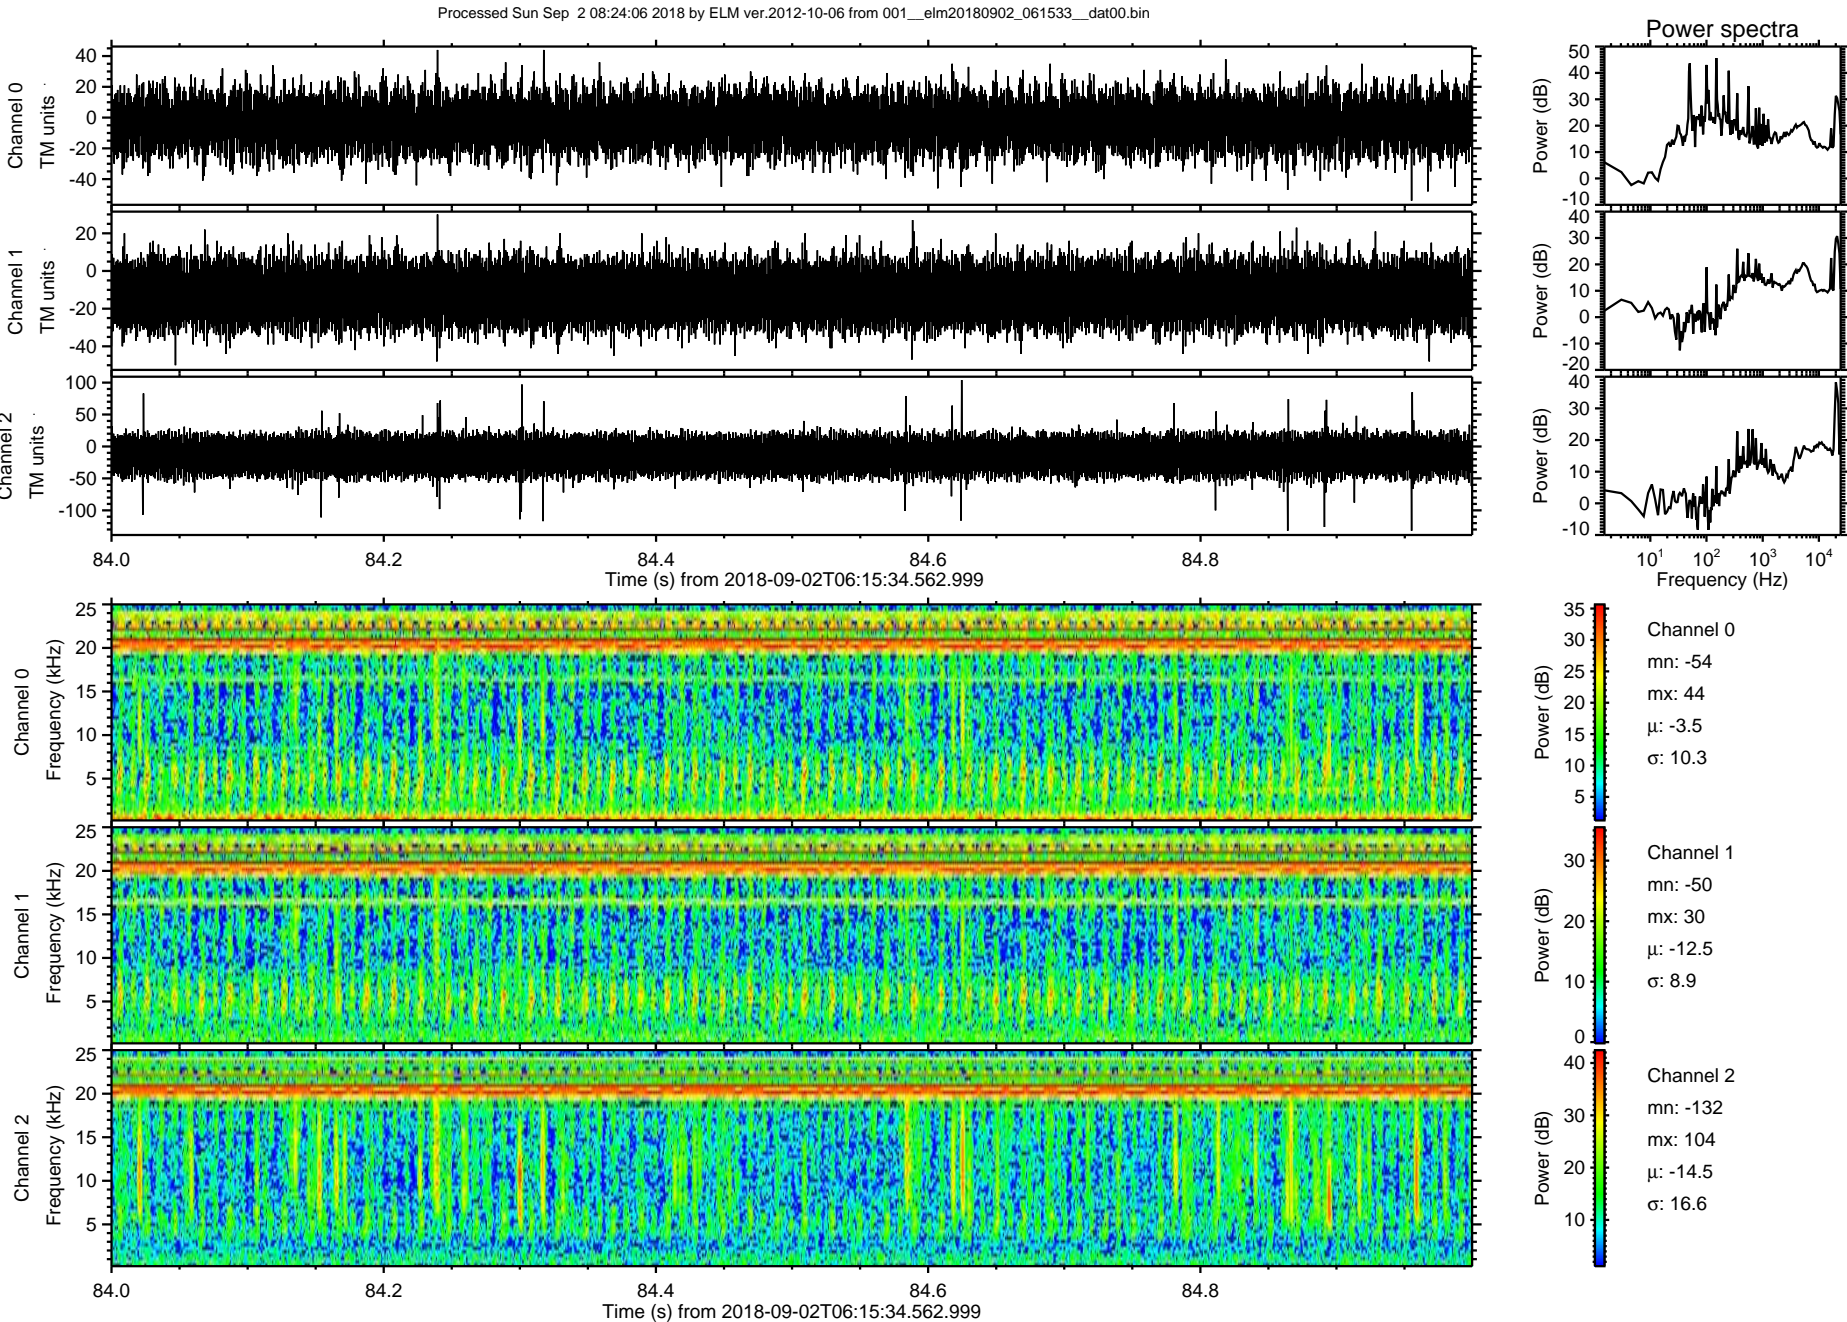 Processed Sun Sep  2 08:24:06 2018 by ELM ver.2012-10-06 from 001__elm20180902_061533__dat00.bin
Power spectra
Channel 0
TM units
40
20
0
-20
-40
Power (dB)
50
40
30
20
10
0
-10
Channel 1
TM units
20
0
-20
-40
Power (dB)
40
30
20
10
0
-10
-20
Channel 2
TM units
100
50
0
-50
-100
Power (dB)
40
30
20
10
0
-10
84.0 84.2 84.4 84.6 84.8
Time (s) from 2018-09-02T06:15:34.562.999
10¹ 10² 10³ 10⁴
Frequency (Hz)
Channel 0
Frequency (kHz)
25
20
15
10
5
Power (dB)
35
30
25
20
15
10
5
Channel 0
mn: -54
mx: 44
μ: -3.5
σ: 10.3
Channel 1
Frequency (kHz)
25
20
15
10
5
Power (dB)
30
20
10
0
Channel 1
mn: -50
mx: 30
μ: -12.5
σ: 8.9
Channel 2
Frequency (kHz)
25
20
15
10
5
Power (dB)
40
30
20
10
Channel 2
mn: -132
mx: 104
μ: -14.5
σ: 16.6
84.0 84.2 84.4 84.6 84.8
Time (s) from 2018-09-02T06:15:34.562.999